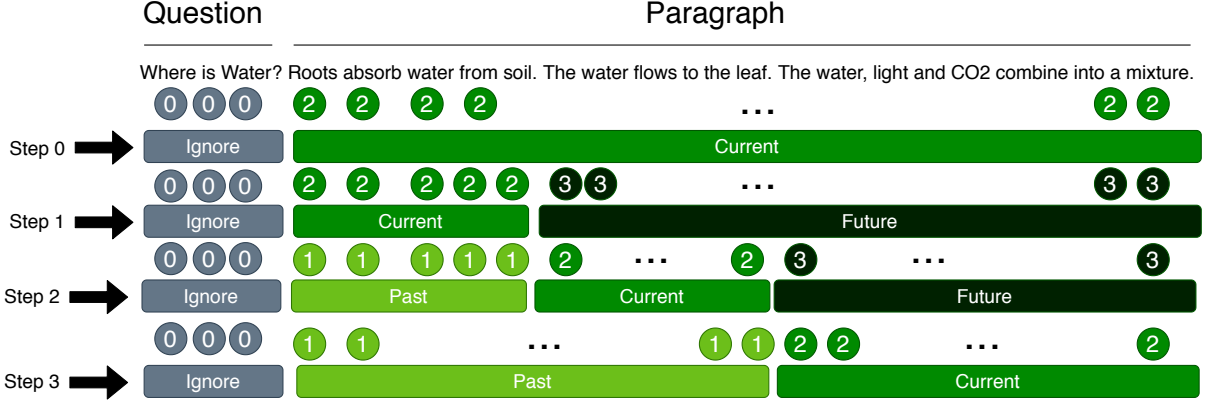 Question Paragraph
Where is Water? Roots absorb water from soil. The water flows to the leaf. The water, light and CO2 combine into a mixture.
0 0 0 2 2 2 2 ... 2 2
Step 0 Ignore Current
0 0 0 2 2 2 2 2 3 3 ... 3 3
Step 1 Ignore Current Future
0 0 0 1 1 1 1 1 2 ... 2 3 ... 3
Step 2 Ignore Past Current Future
0 0 0 1 1 ... 1 1 2 2 ... 2
Step 3 Ignore Past Current